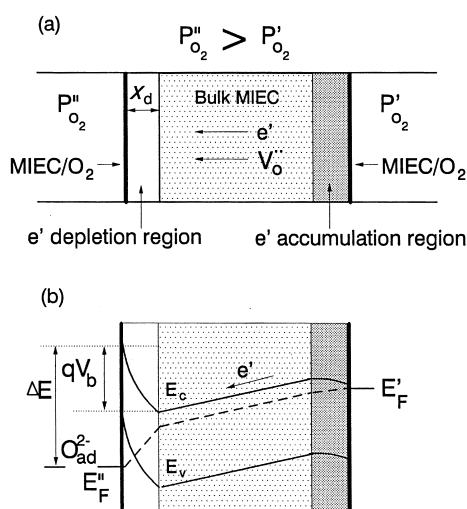 (a)
P''O2 > P'O2
P''O2
xd
Bulk MIEC
P'O2
e'
MIEC/O2
V··o
MIEC/O2
e' depletion region
e' accumulation region
(b)
ΔE
qVb
Ec
e'
E'F
O2-ad
E''F
Ev